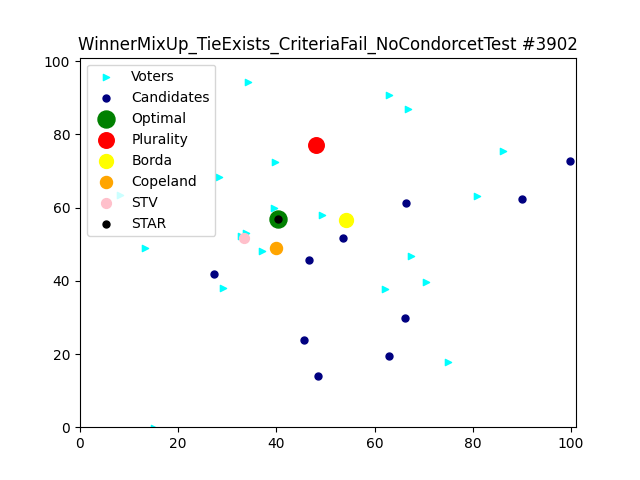 WinnerMixUp_TieExists_CriteriaFail_NoCondorcetTest #3902
100
80
60
40
20
0
Voters
Candidates
Optimal
Plurality
Borda
Copeland
STV
STAR
0 20 40 60 80 100